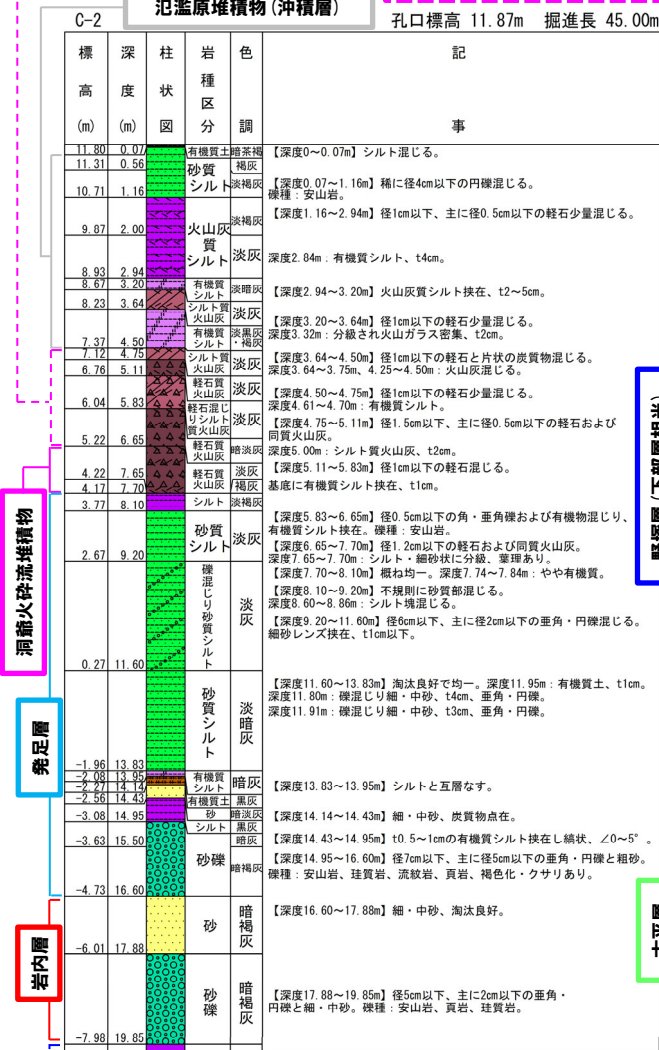 氾濫原堆積物(沖積層)
C-2
孔口標高 11.87m 掘進長 45.00m
標高(m) 深度(m) 柱状図 岩種区分 色調 記事
11.80 0.07 有機質土 暗茶褐
11.31 0.56 褐灰
砂質シルト
10.71 1.16 淡褐灰
淡褐灰
9.87 2.00 火山灰質シルト
淡灰
8.93 2.94
8.67 3.20 有機質シルト 淡暗灰
8.23 3.64 シルト質火山灰 淡灰
7.37 4.50 有機質シルト 淡黒灰・褐灰
7.12 4.75 シルト質火山灰 淡灰
6.76 5.11
6.04 5.83 軽石質火山灰 淡灰
5.22 6.65 軽石混じりシルト質火山灰 淡灰
軽石質火山灰 暗淡灰
4.22 7.65 軽石質火山灰 淡灰
4.17 7.70 褐灰
3.77 8.10 シルト 淡褐灰
2.67 9.20 砂質シルト 淡灰
0.27 11.60 礫混じり砂質シルト 淡灰
-1.96 13.83 砂質シルト 淡暗灰
-2.08 13.95 有機質シルト 暗灰
-2.27 14.14
-2.56 14.43 有機質土 黒灰
-3.08 14.95 砂 暗淡灰
シルト 黒灰
-3.63 15.50 暗灰
砂礫
-4.73 16.60 暗褐灰
-6.01 17.88 砂 暗褐灰
-7.98 19.85 砂礫 暗褐灰
【深度0~0.07m】シルト混じる。
【深度0.07~1.16m】稀に径4cm以下の円礫混じる。
礫種:安山岩。
【深度1.16~2.94m】径1cm以下、主に径0.5cm以下の軽石少量混じる。
深度2.84m:有機質シルト、t4cm。
【深度2.94~3.20m】火山灰質シルト挟在、t2~5cm。
【深度3.20~3.64m】径1cm以下の軽石少量混じる。
深度3.32m:分級され火山ガラス密集、t2cm。
【深度3.64~4.50m】径1cm以下の軽石と片状の炭質物混じる。
深度3.64~3.75m、4.25~4.50m:火山灰混じる。
【深度4.50~4.75m】径1cm以下の軽石少量混じる。
深度4.61~4.70m:有機質シルト。
【深度4.75~5.11m】径1.5cm以下、主に径0.5cm以下の軽石および
同質火山灰。
深度5.00m:シルト質火山灰、t2cm。
【深度5.11~5.83m】径1cm以下の軽石混じる。
基底に有機質シルト挟在、t1cm。
【深度5.83~6.65m】径0.5cm以下の角・亜角礫および有機物混じり、
有機質シルト挟在。礫種:安山岩。
【深度6.65~7.70m】径1.2cm以下の軽石および同質火山灰。
深度7.65~7.70m:シルト・細砂状に分級、葉理あり。
【深度7.70~8.10m】概ね均一。深度7.74~7.84m:やや有機質。
【深度8.10~9.20m】不規則に砂質部混じる。
深度8.60~8.86m:シルト塊混じる。
【深度9.20~11.60m】径6cm以下、主に径2cm以下の亜角・円礫混じる。
細砂レンズ挟在、t1cm以下。
【深度11.60~13.83m】淘汰良好で均一。深度11.95m:有機質土、t1cm。
深度11.80m:礫混じり細・中砂、t4cm、亜角・円礫。
深度11.91m:礫混じり細・中砂、t3cm、亜角・円礫。
【深度13.83~13.95m】シルトと互層なす。
【深度14.14~14.43m】細・中砂、炭質物点在。
【深度14.43~14.95m】t0.5~1cmの有機質シルト挟在し縞状、∠0~5°。
【深度14.95~16.60m】径7cm以下、主に径5cm以下の亜角・円礫と粗砂。
礫種:安山岩、珪質岩、流紋岩、頁岩、褐色化・クサリあり。
【深度16.60~17.88m】細・中砂、淘汰良好。
【深度17.88~19.85m】径5cm以下、主に2cm以下の亜角・
円礫と細・中砂。礫種:安山岩、頁岩、珪質岩。
洞爺火砕流堆積物
発足層
岩内層